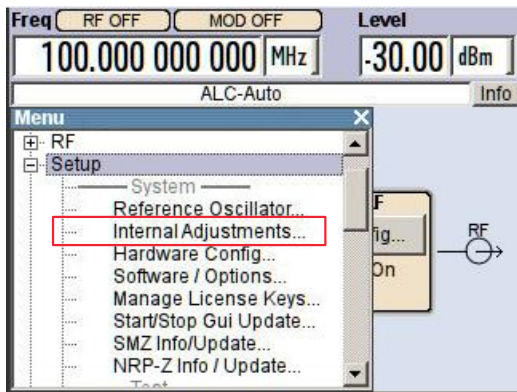 Freq RF OFF MOD OFF Level
100.000 000 000 MHz -30.00 dBm
ALC-Auto Info
Menu X
RF
Setup
System
Reference Oscillator...
Internal Adjustments...
Hardware Config...
Software / Options...
Manage License Keys...
Start/Stop Gui Update...
SMZ Info/Update...
NRP-Z Info / Update...
Test
ig...
On
RF